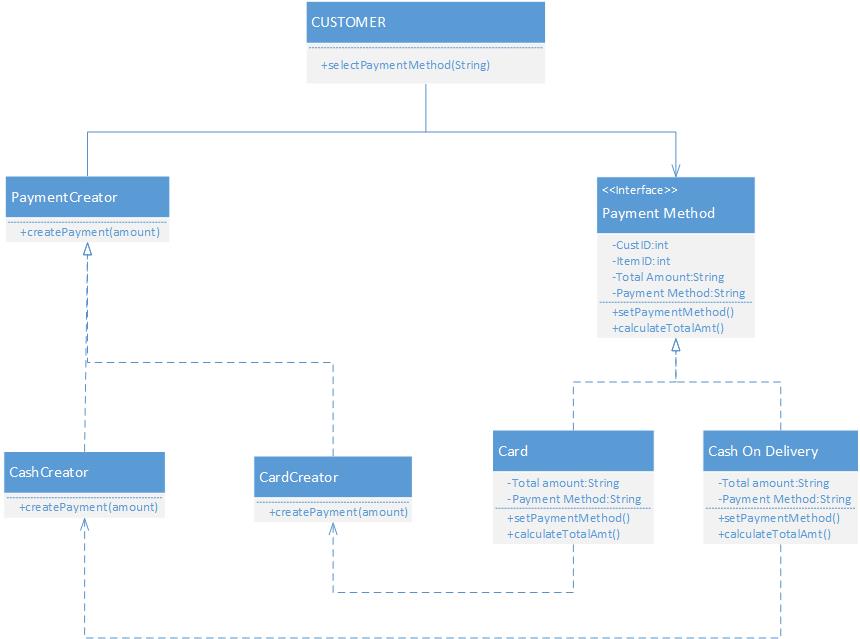 CUSTOMER
+selectPaymentMethod(String)
PaymentCreator
+createPayment(amount)
<<Interface>>
Payment Method
-CustID:int
-ItemID:int
-Total Amount:String
-Payment Method:String
+setPaymentMethod()
+calculateTotalAmt()
CashCreator
+createPayment(amount)
CardCreator
+createPayment(amount)
Card
-Total amount:String
-Payment Method:String
+setPaymentMethod()
+calculateTotalAmt()
Cash On Delivery
-Total amount:String
-Payment Method:String
+setPaymentMethod()
+calculateTotalAmt()